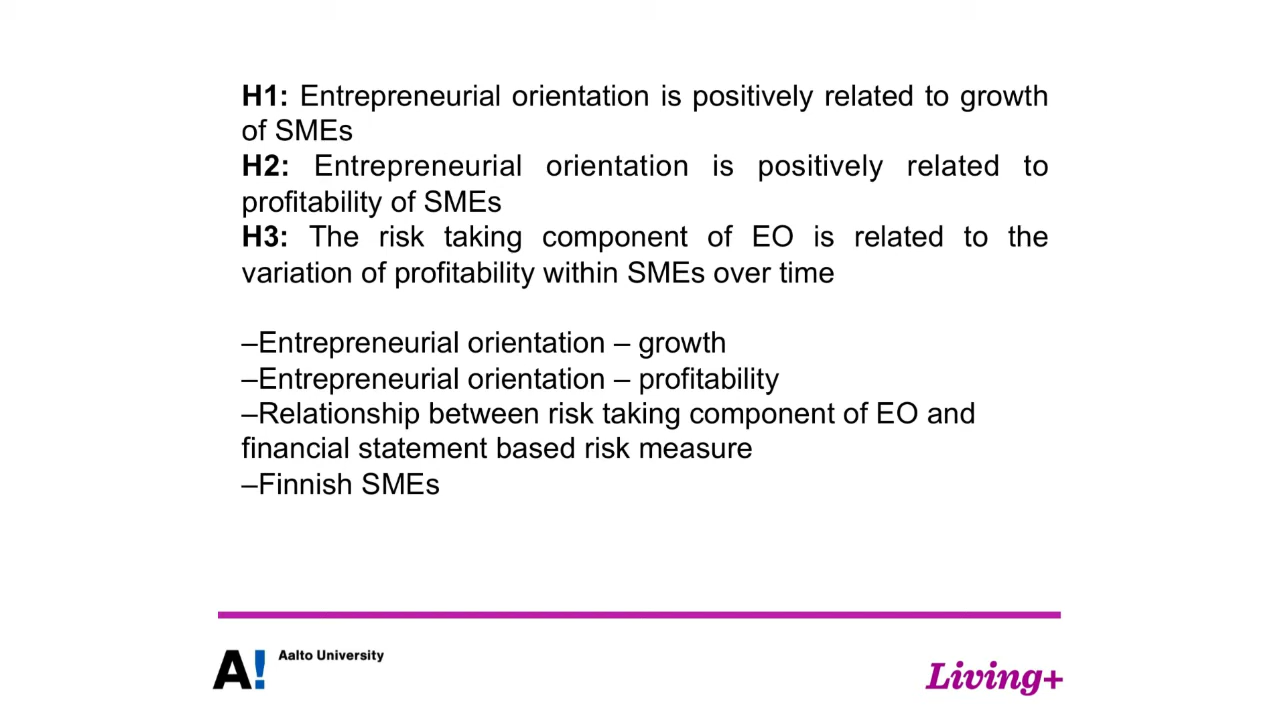 H1: Entrepreneurial orientation is positively related to growth
of SMEs
H2: Entrepreneurial orientation is positively related to
profitability of SMEs
H3: The risk taking component of EO is related to the
variation of profitability within SMEs over time
–Entrepreneurial orientation – growth
–Entrepreneurial orientation – profitability
–Relationship between risk taking component of EO and
financial statement based risk measure
–Finnish SMEs
A! Aalto University
Living+